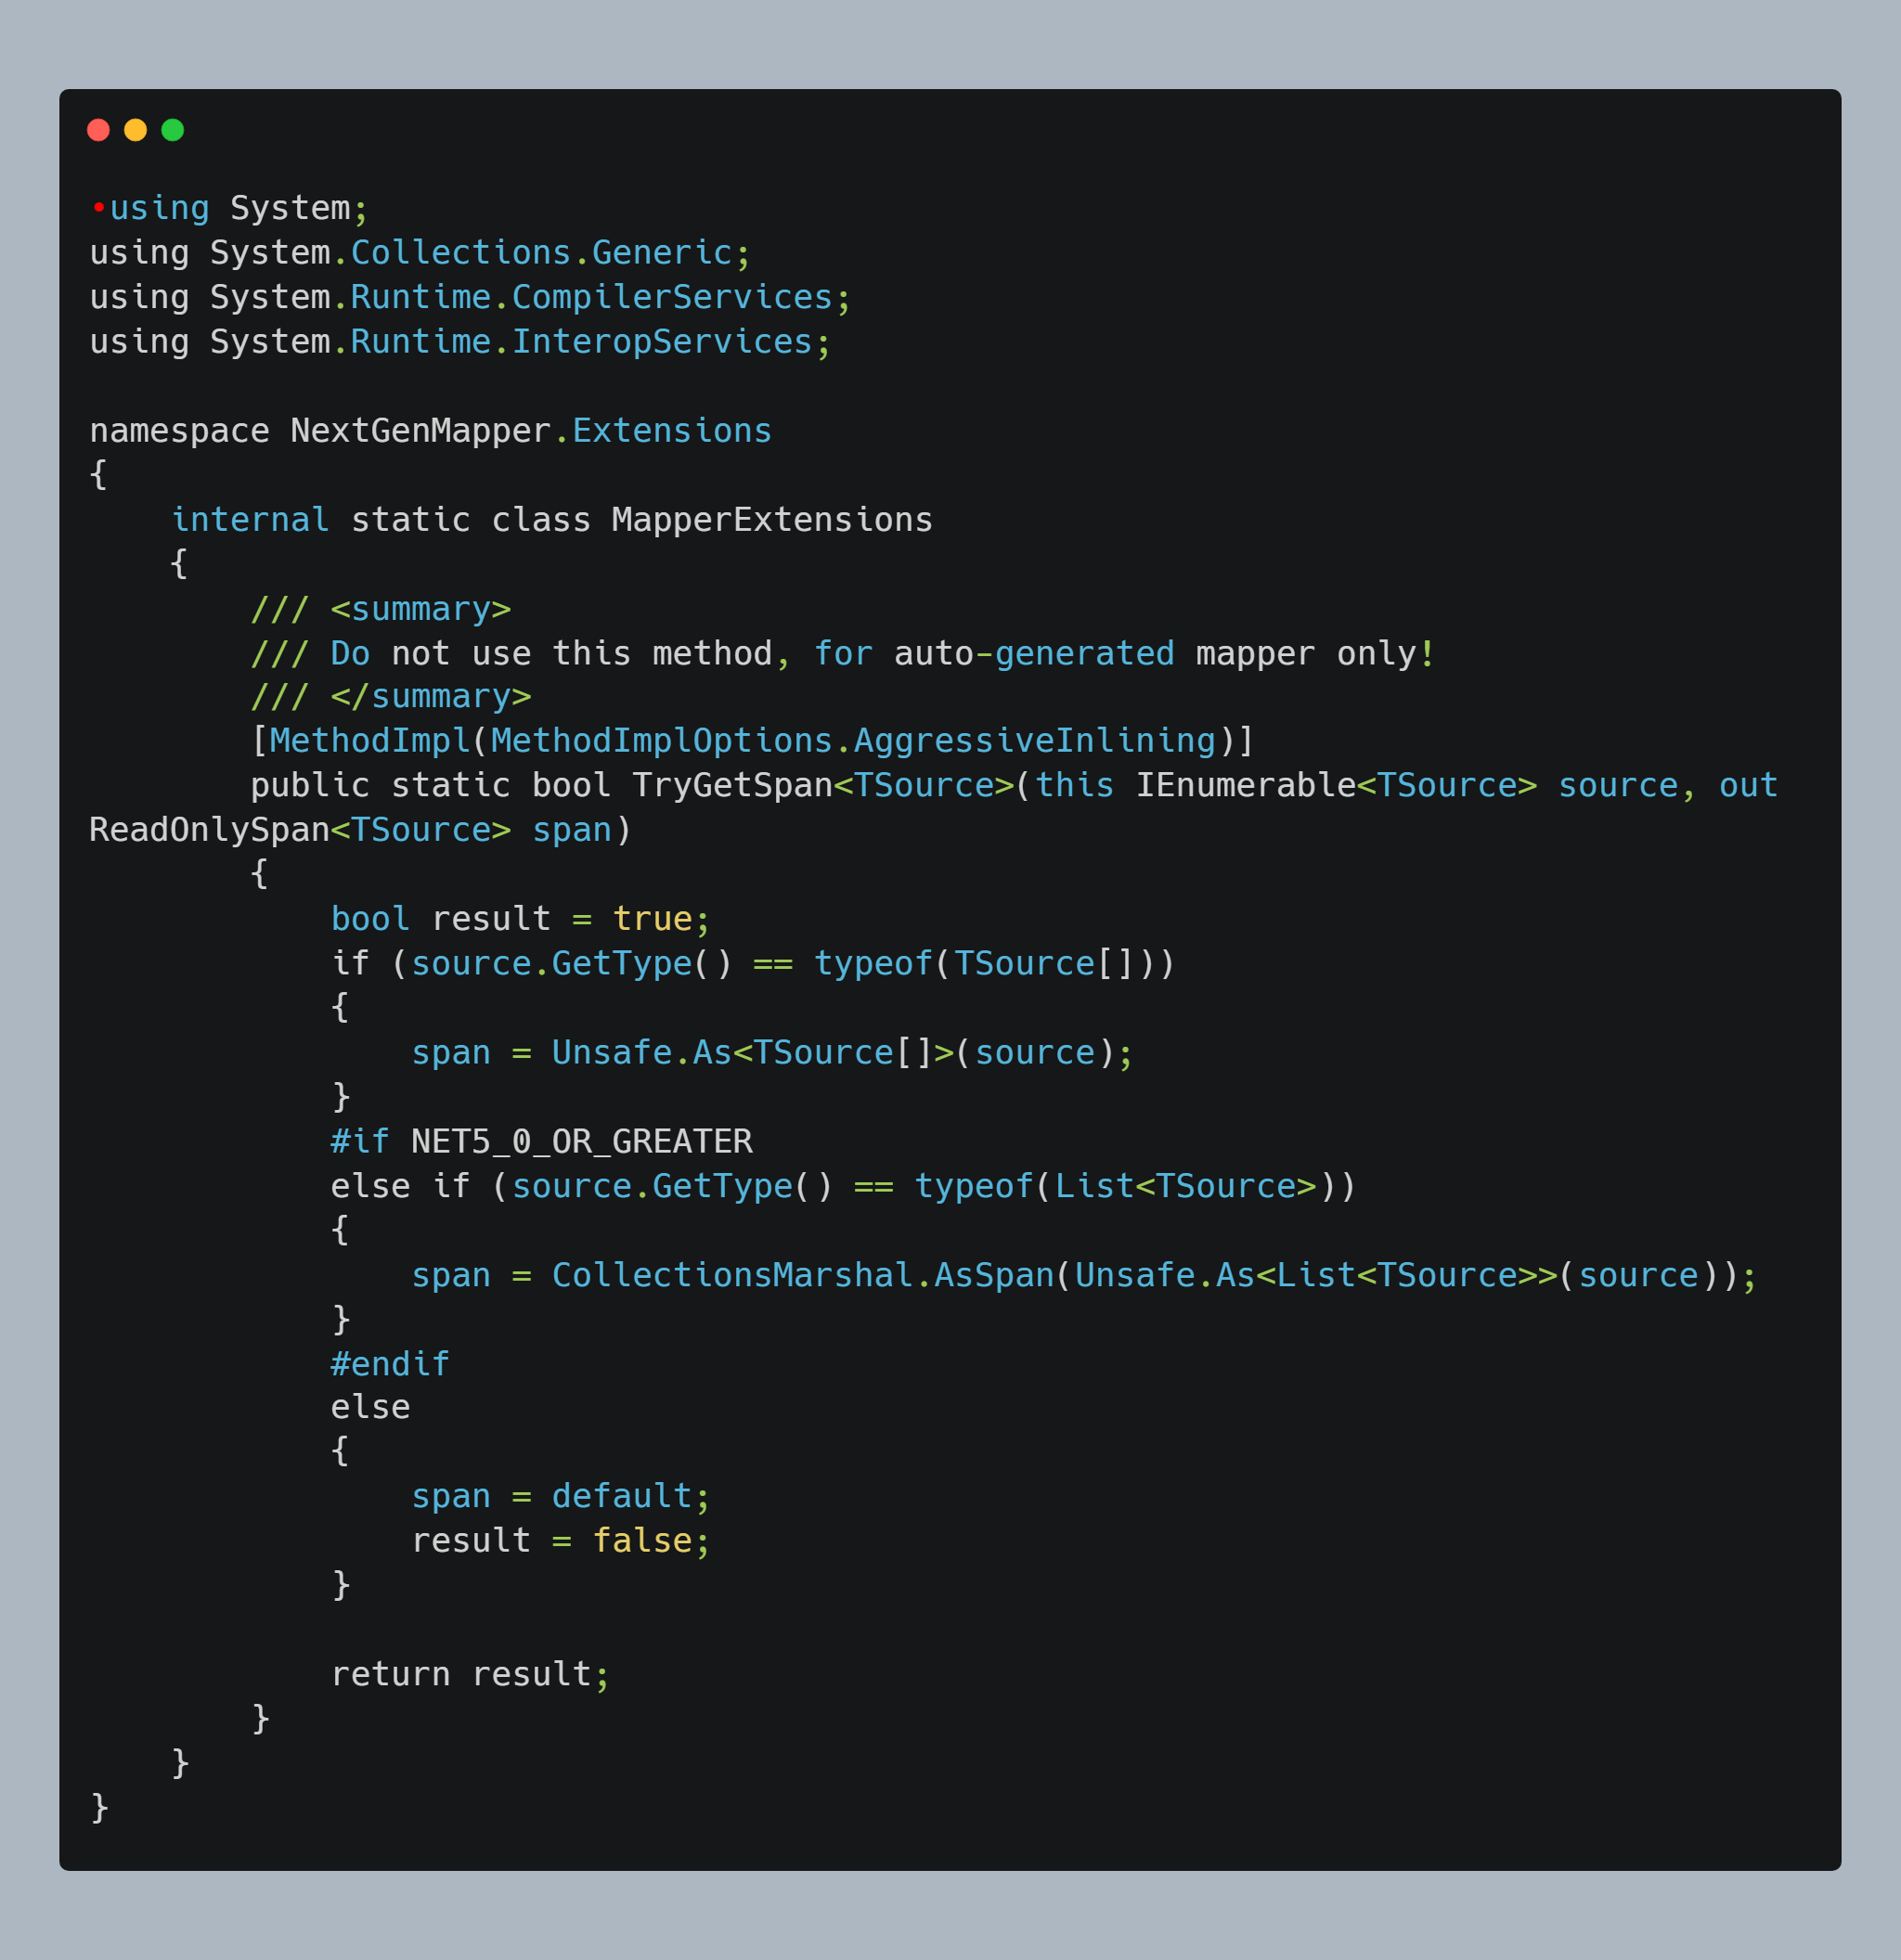 •using System;
using System.Collections.Generic;
using System.Runtime.CompilerServices;
using System.Runtime.InteropServices;

namespace NextGenMapper.Extensions
{
    internal static class MapperExtensions
    {
        /// <summary>
        /// Do not use this method, for auto-generated mapper only!
        /// </summary>
        [MethodImpl(MethodImplOptions.AggressiveInlining)]
        public static bool TryGetSpan<TSource>(this IEnumerable<TSource> source, out
ReadOnlySpan<TSource> span)
        {
            bool result = true;
            if (source.GetType() == typeof(TSource[]))
            {
                span = Unsafe.As<TSource[]>(source);
            }
            #if NET5_0_OR_GREATER
            else if (source.GetType() == typeof(List<TSource>))
            {
                span = CollectionsMarshal.AsSpan(Unsafe.As<List<TSource>>(source));
            }
            #endif
            else
            {
                span = default;
                result = false;
            }

            return result;
        }
    }
}